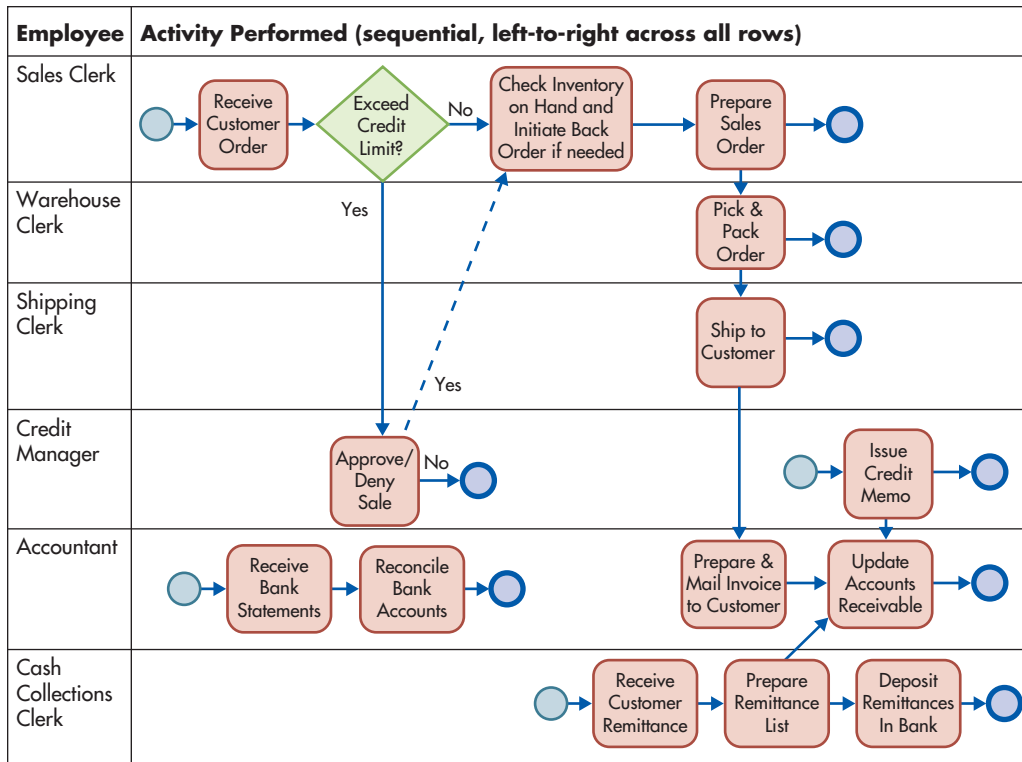 Employee
Activity Performed (sequential, left-to-right across all rows)
Sales Clerk
Receive
Customer
Order
Exceed
Credit
Limit?
No
Check Inventory
on Hand and
Initiate Back
Order if needed
Prepare
Sales
Order
Warehouse
Clerk
Yes
Pick &
Pack
Order
Shipping
Clerk
Ship to
Customer
Yes
Credit
Manager
Approve/
Deny
Sale
No
Issue
Credit
Memo
Accountant
Receive
Bank
Statements
Reconcile
Bank
Accounts
Prepare &
Mail Invoice
to Customer
Update
Accounts
Receivable
Cash
Collections
Clerk
Receive
Customer
Remittance
Prepare
Remittance
List
Deposit
Remittances
In Bank